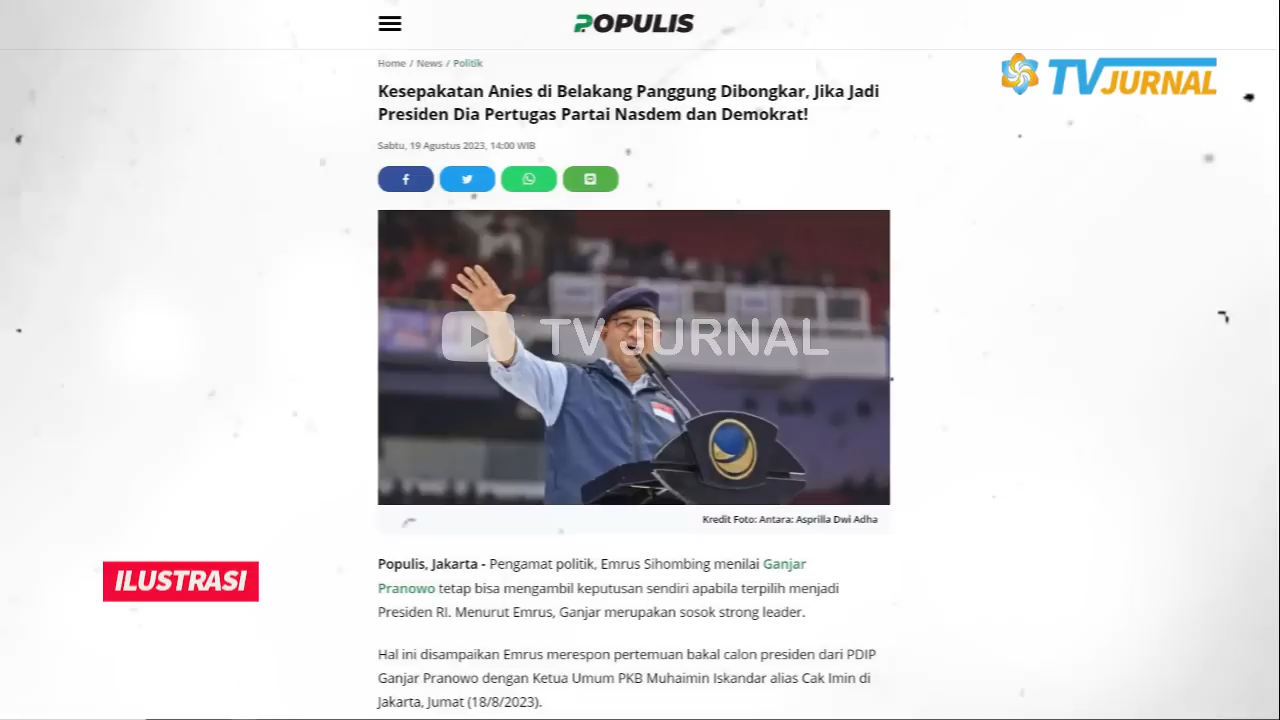 POPULIS
TV JURNAL
Home / News / Politik
Kesepakatan Anies di Belakang Panggung Dibongkar, Jika Jadi
Presiden Dia Pertugas Partai Nasdem dan Demokrat!
Sabtu, 19 Agustus 2023, 14:00 WIB
TV JURNAL
Kredit Foto: Antara: Asprilla Dwi Adha
ILUSTRASI
Populis, Jakarta - Pengamat politik, Emrus Sihombing menilai Ganjar
Pranowo tetap bisa mengambil keputusan sendiri apabila terpilih menjadi
Presiden RI. Menurut Emrus, Ganjar merupakan sosok strong leader.
Hal ini disampaikan Emrus merespon pertemuan bakal calon presiden dari PDIP
Ganjar Pranowo dengan Ketua Umum PKB Muhaimin Iskandar alias Cak Imin di
Jakarta, Jumat (18/8/2023).